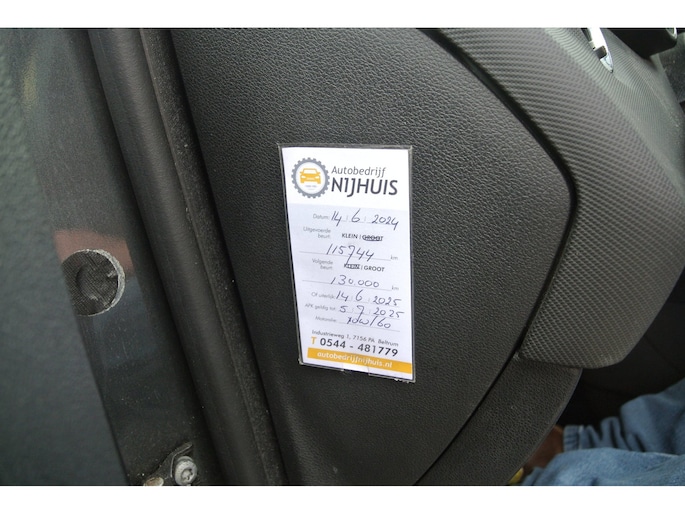 Autobedrijf
NIJHUIS
Datum: 14 : 6 : 2024
Uitgevoerde
beurt: KLEIN | GROOT
115744 km
Volgende
beurt: KLEIN | GROOT
130.000 km
Of uiterlijk: 14 : 6 : 2025
APK geldig tot: 5 : 7 : 2025
Motorolie:
Industrieweg 1, 7156 PA Beltrum
T 0544 - 481779
autobedrijfnijhuis.nl